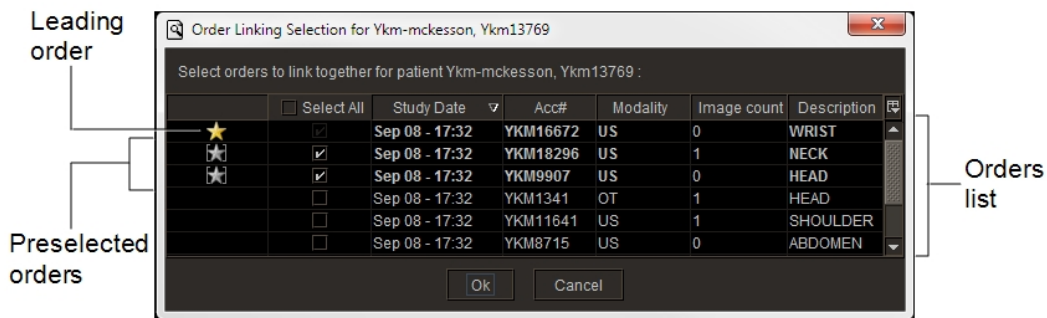 Leading
order
Order Linking Selection for Ykm-mckesson, Ykm13769
Select orders to link together for patient Ykm-mckesson, Ykm13769 :
Select All Study Date Acc# Modality Image count Description
Sep 08 - 17:32 YKM16672 US 0 WRIST
Sep 08 - 17:32 YKM18296 US 1 NECK
Sep 08 - 17:32 YKM9907 US 0 HEAD
Sep 08 - 17:32 YKM1341 OT 1 HEAD
Sep 08 - 17:32 YKM11641 US 1 SHOULDER
Sep 08 - 17:32 YKM8715 US 0 ABDOMEN
Ok Cancel
Preselected
orders
Orders
list